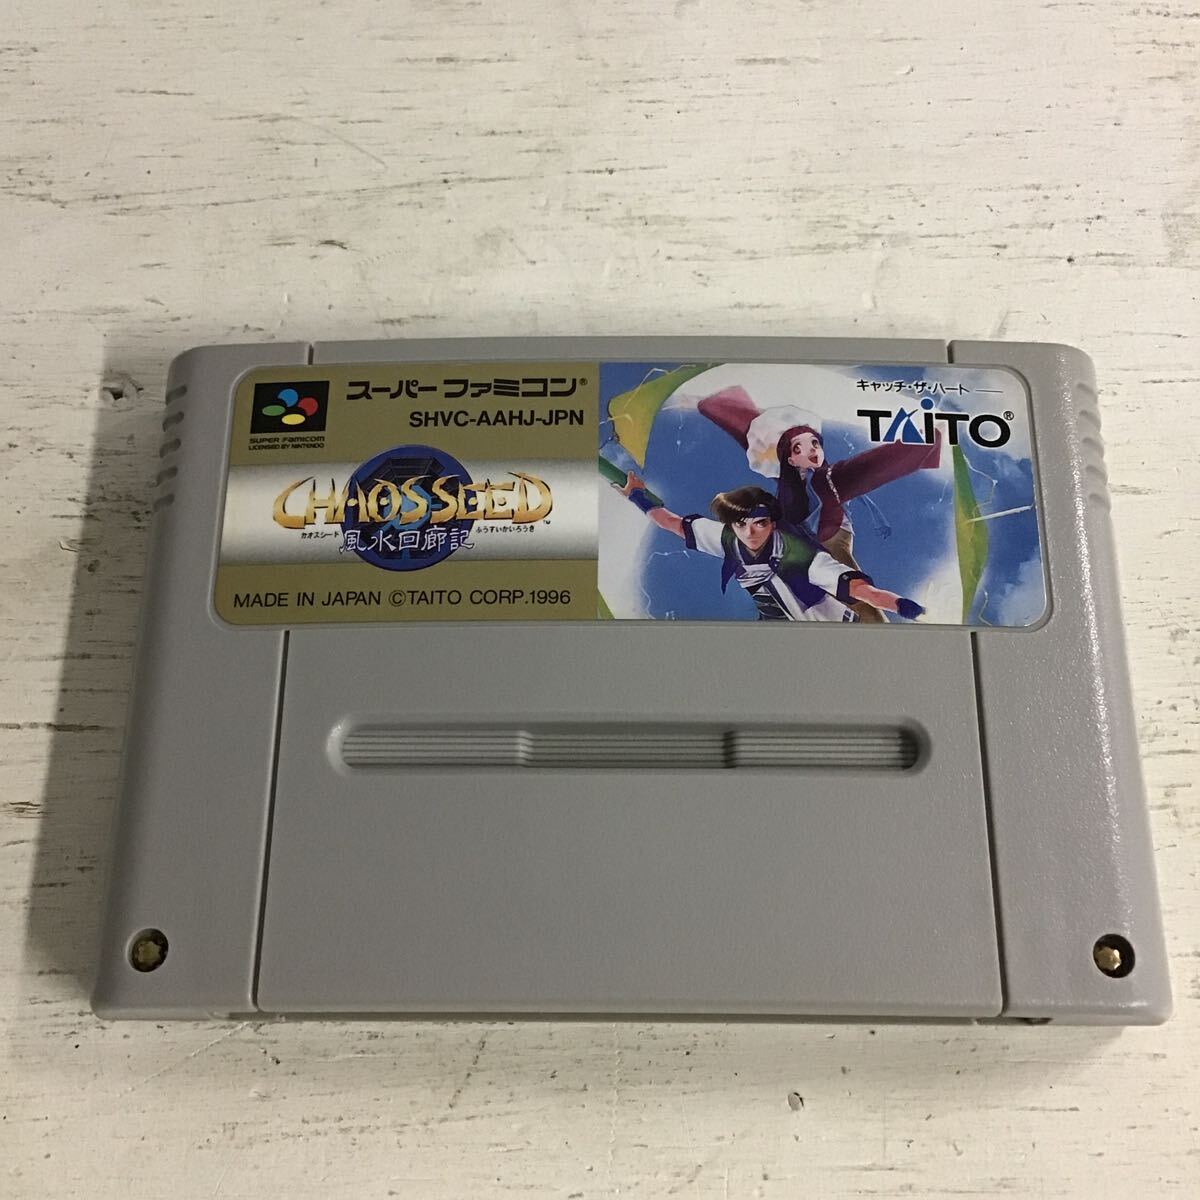 スーパーファミコン®
SHVC-AAHJ-JPN
SUPER FAMICOM
LICENSED BY NINTENDO
CHAOS SEED™
カオスシード ふうすいかいろうき
風水回廊記
MADE IN JAPAN ©TAITO CORP.1996
キャッチ・ザ・ハート
TAITO®